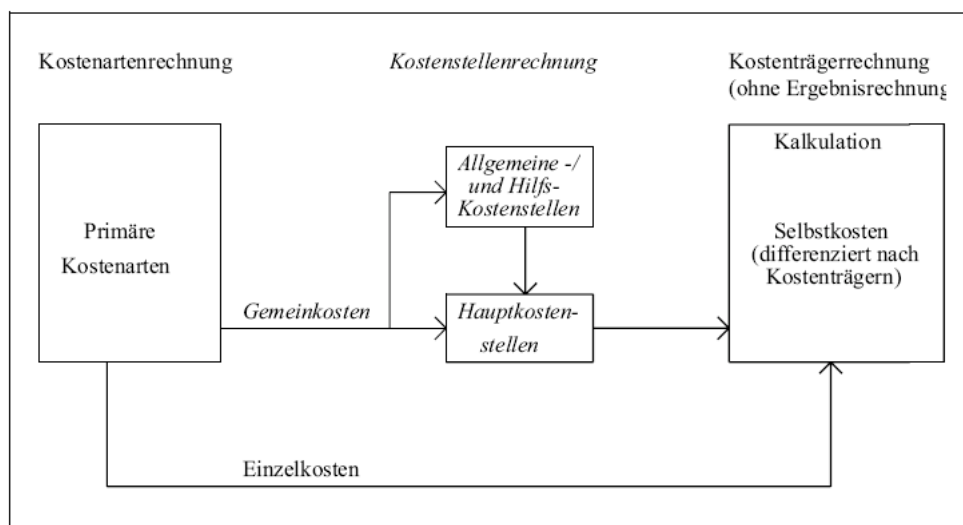 Kostenartenrechnung
Kostenstellenrechnung
Kostenträgerrechnung
(ohne Ergebnisrechnung
Primäre
Kostenarten
Gemeinkosten
Allgemeine -/
und Hilfs-
Kostenstellen
Hauptkosten-
stellen
Kalkulation
Selbstkosten
(differenziert nach
Kostenträgern)
Einzelkosten